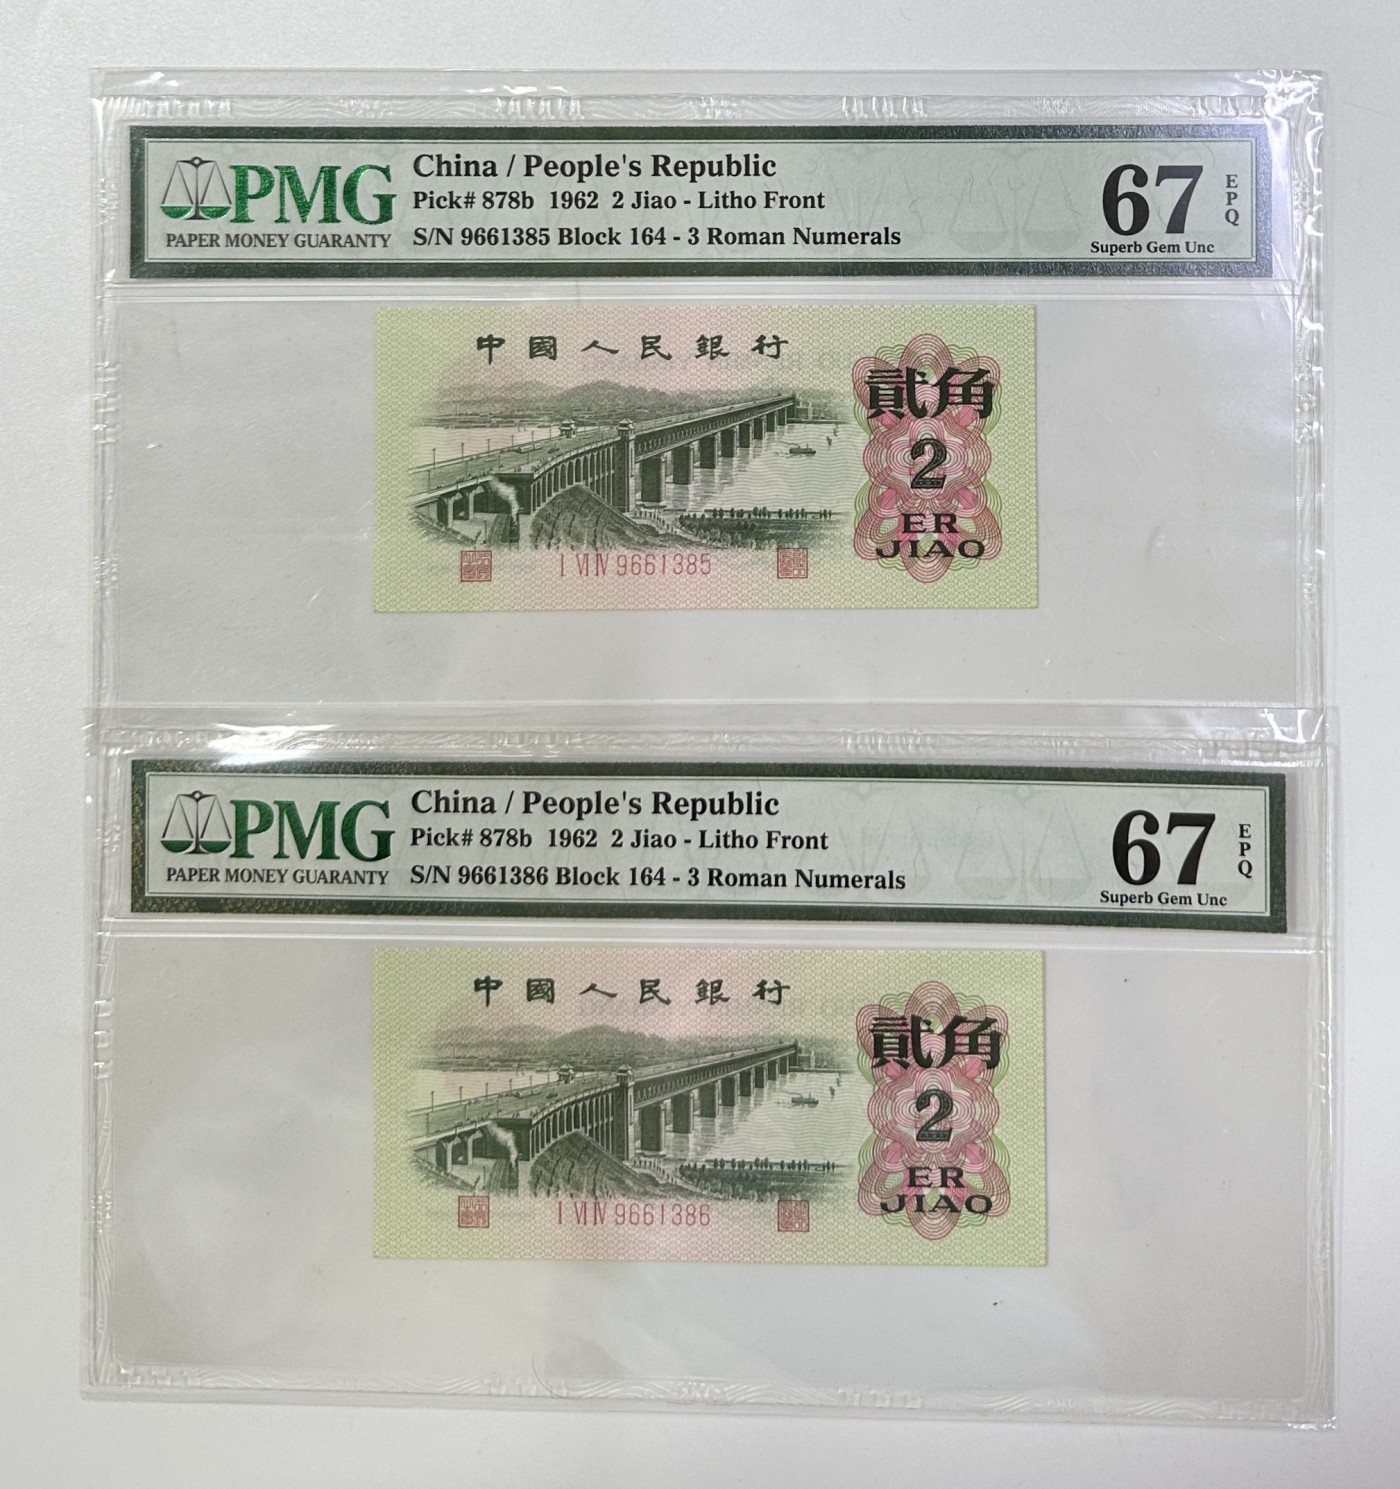 PMG
PAPER MONEY GUARANTY
China / People's Republic
Pick# 878b 1962 2 Jiao - Litho Front
S/N 9661385 Block 164 - 3 Roman Numerals
67
EPQ
Superb Gem Unc
中國人民銀行
貳角
2
ER
JIAO
I VI IV 9661385
PMG
PAPER MONEY GUARANTY
China / People's Republic
Pick# 878b 1962 2 Jiao - Litho Front
S/N 9661386 Block 164 - 3 Roman Numerals
67
EPQ
Superb Gem Unc
中國人民銀行
貳角
2
ER
JIAO
I VI IV 9661386